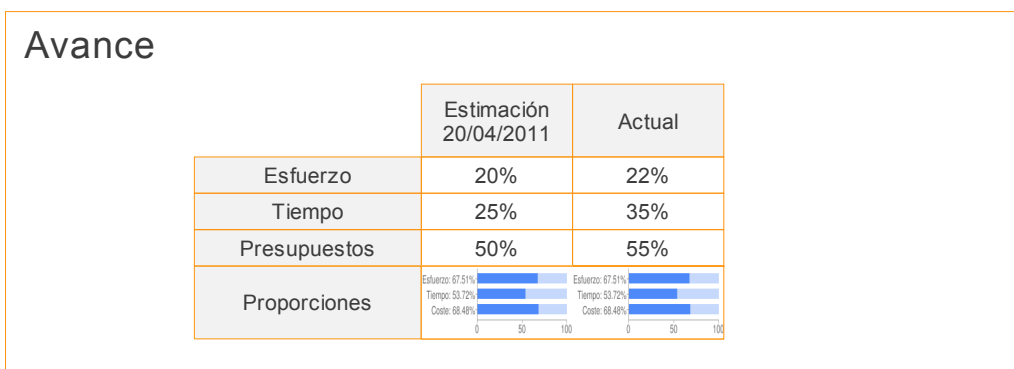 Avance
Estimación
20/04/2011
Actual
Esfuerzo 20% 22%
Tiempo 25% 35%
Presupuestos 50% 55%
Proporciones
Esfuerzo: 67.51%
Tiempo: 53.72%
Coste: 68.48%
0 50 100
Esfuerzo: 67.51%
Tiempo: 53.72%
Coste: 68.48%
0 50 100